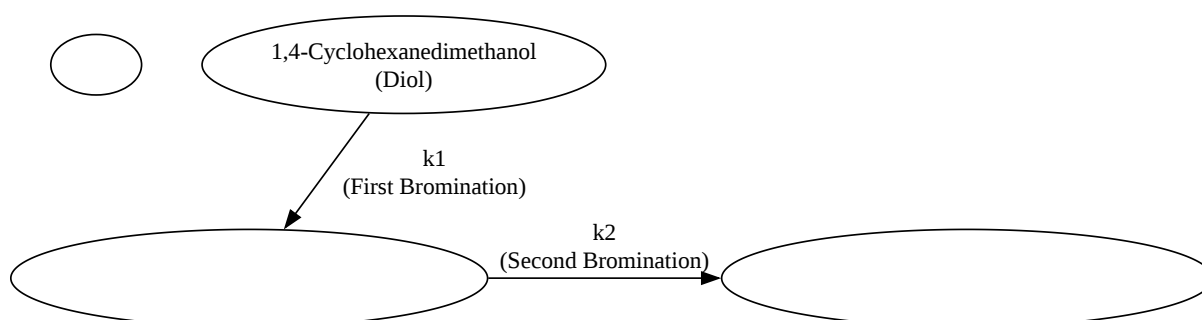 1,4-Cyclohexanedimethanol
(Diol)
k1
(First Bromination)
k2
(Second Bromination)